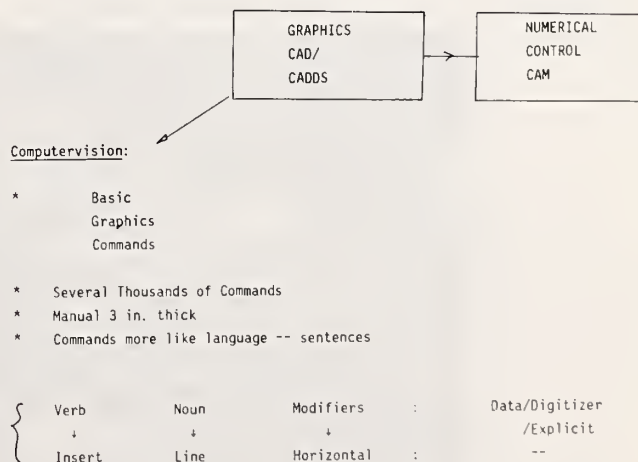 GRAPHICS
CAD/
CADDS
NUMERICAL
CONTROL
CAM
Computervision:
* Basic
Graphics
Commands
* Several Thousands of Commands
* Manual 3 in. thick
* Commands more like language -- sentences
Verb Noun Modifiers : Data/Digitizer
↓ ↓ ↓ /Explicit
Insert Line Horizontal : --